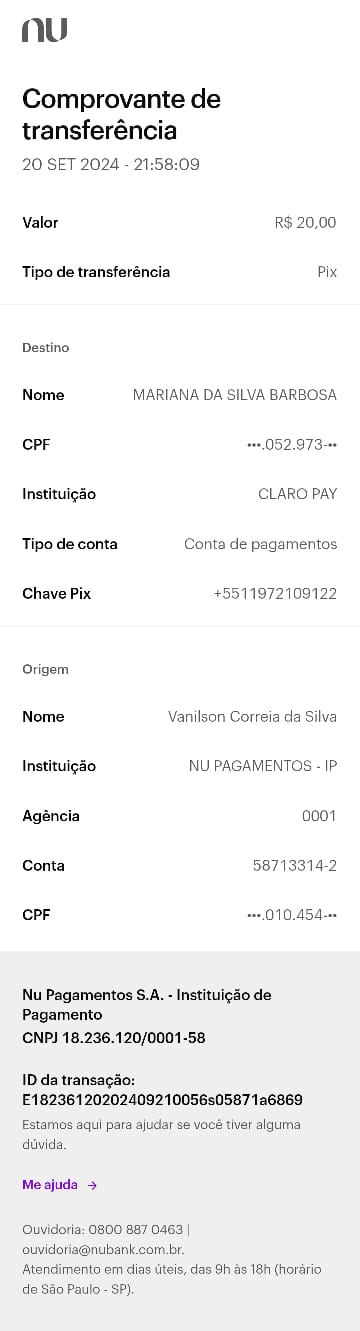 nu
Comprovante de
transferência
20 SET 2024 - 21:58:09
Valor R$ 20,00
Tipo de transferência Pix
Destino
Nome MARIANA DA SILVA BARBOSA
CPF •••.052.973-••
Instituição CLARO PAY
Tipo de conta Conta de pagamentos
Chave Pix +5511972109122
Origem
Nome Vanilson Correia da Silva
Instituição NU PAGAMENTOS - IP
Agência 0001
Conta 58713314-2
CPF •••.010.454-••
Nu Pagamentos S.A. - Instituição de
Pagamento
CNPJ 18.236.120/0001-58
ID da transação:
E18236120202409210056s05871a6869
Estamos aqui para ajudar se você tiver alguma
dúvida.
Me ajuda →
Ouvidoria: 0800 887 0463 |
ouvidoria@nubank.com.br.
Atendimento em dias úteis, das 9h às 18h (horário
de São Paulo - SP).